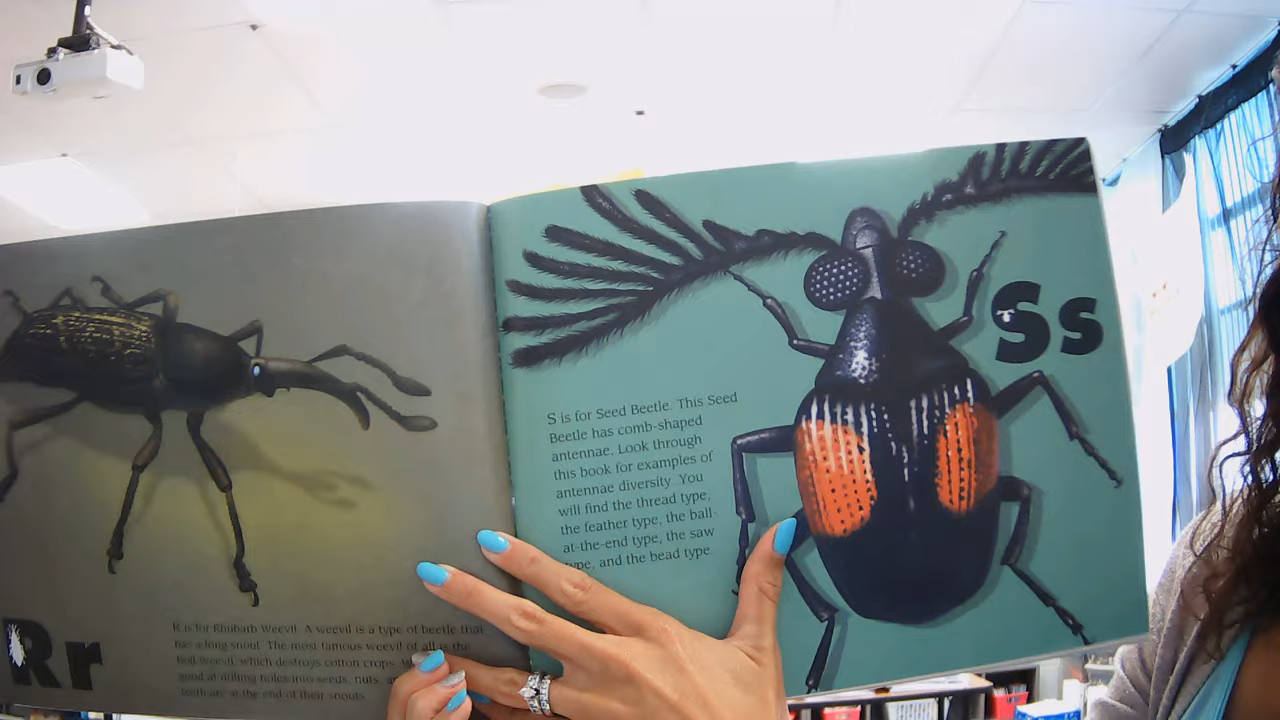 Rr
R is for Rhubarb Weevil. A weevil is a type of beetle that
has a long snout. The most famous weevil of all is the
Boll Weevil, which destroys cotton crops.
good at drilling holes into seeds, nuts,
teeth are at the end of their snouts.
Ss
S is for Seed Beetle. This Seed
Beetle has comb-shaped
antennae. Look through
this book for examples of
antennae diversity. You
will find the thread type,
the feather type, the ball-
at-the-end type, the saw
type, and the bead type